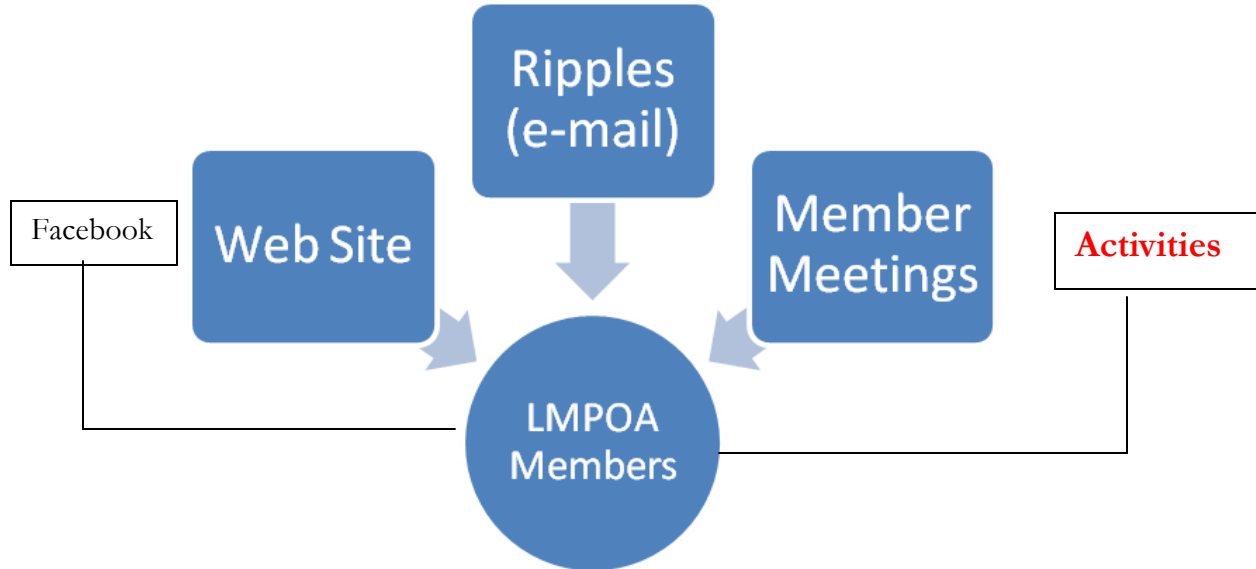 Ripples
(e-mail)
Web Site
Member
Meetings
Facebook
Activities
LMPOA
Members